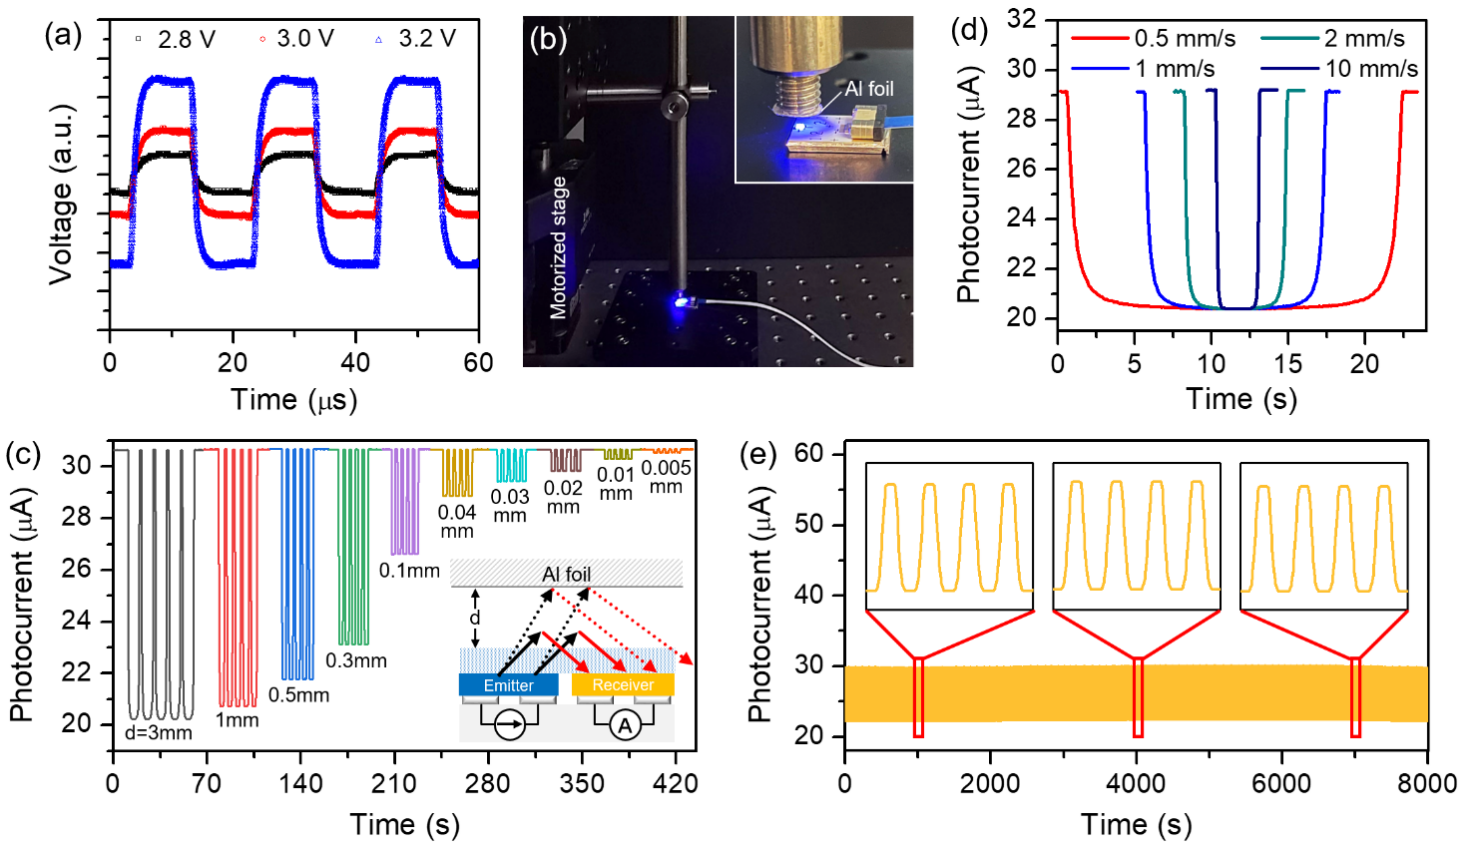 (a)
2.8 V 3.0 V 3.2 V
Voltage (a.u.)
0 20 40 60
Time (μs)
(b)
Al foil
Motorized stage
(d)
0.5 mm/s 2 mm/s
1 mm/s 10 mm/s
Photocurrent (μA)
32
30
28
26
24
22
20
0 5 10 15 20
Time (s)
(c)
Photocurrent (μA)
30
28
26
24
22
20
d=3mm
1mm
0.5mm
0.3mm
0.1mm
0.04
mm
0.03
mm
0.02
mm
0.01
mm
0.005
mm
Al foil
d
Emitter Receiver
A
0 70 140 210 280 350 420
Time (s)
(e)
Photocurrent (μA)
60
50
40
30
20
0 2000 4000 6000 8000
Time (s)